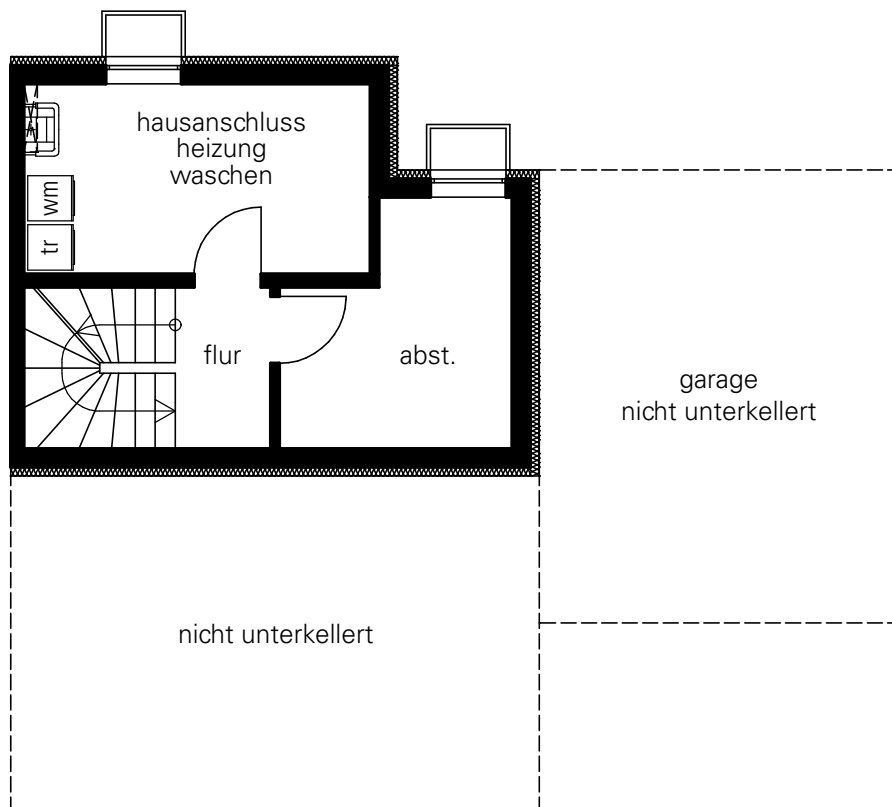 hausanschluss
heizung
waschen
wm
tr
flur
abst.
garage
nicht unterkellert
nicht unterkellert